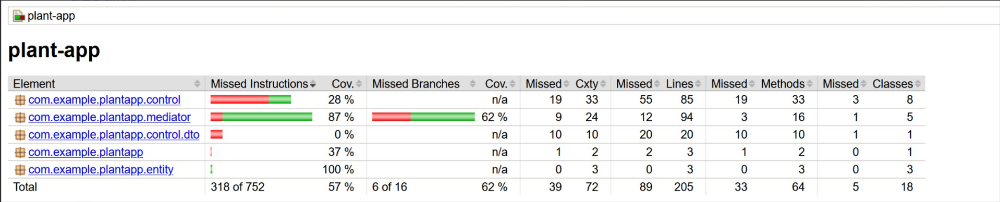 plant-app
plant-app
Element Missed Instructions Cov. Missed Branches Cov. Missed Cxty Missed Lines Missed Methods Missed Classes
com.example.plantapp.control 28 % n/a 19 33 55 85 19 33 3 8
com.example.plantapp.mediator 87 % 62 % 9 24 12 94 3 16 1 5
com.example.plantapp.control.dto 0 % n/a 10 10 20 20 10 10 1 1
com.example.plantapp 37 % n/a 1 2 2 3 1 2 0 1
com.example.plantapp.entity 100 % n/a 0 3 0 3 0 3 0 3
Total 318 of 752 57 % 6 of 16 62 % 39 72 89 205 33 64 5 18